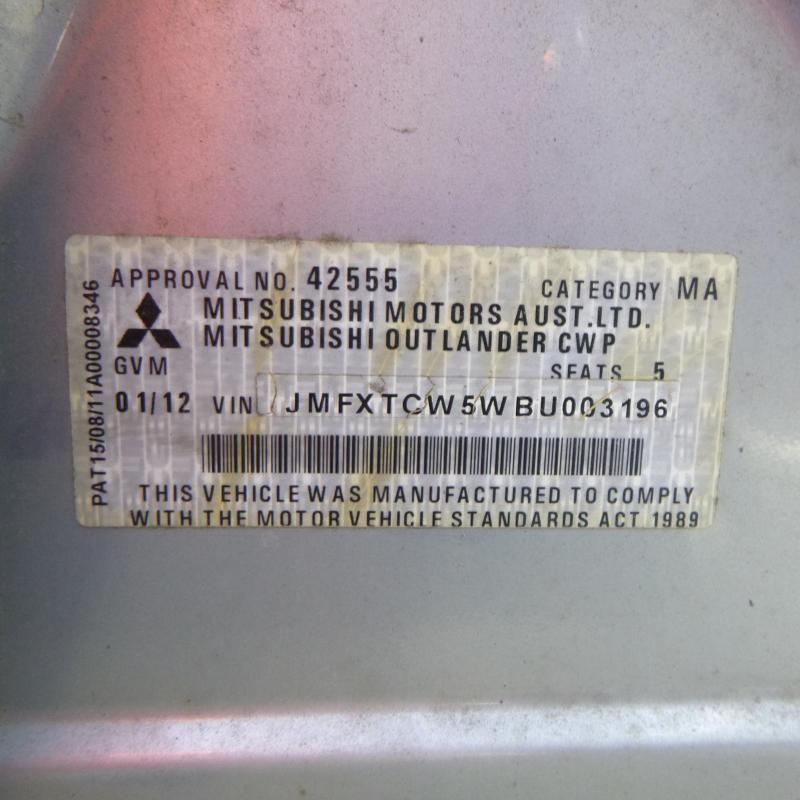 APPROVAL NO. 42555
CATEGORY MA
MITSUBISHI MOTORS AUST.LTD.
MITSUBISHI OUTLANDER CWP
GVM
SEATS 5
01/12 VIN JMFXTCW5WBU003196
THIS VEHICLE WAS MANUFACTURED TO COMPLY
WITH THE MOTOR VEHICLE STANDARDS ACT 1989
PAT15/08/11A00008346